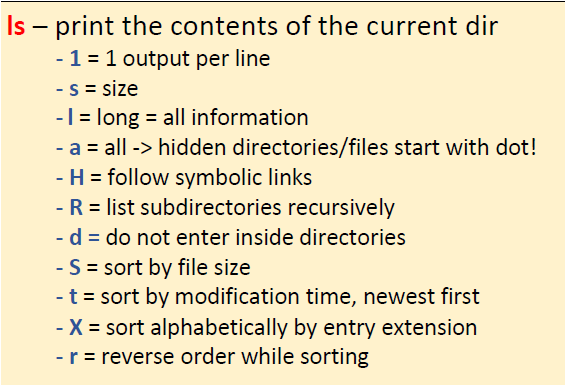 ls – print the contents of the current dir
- 1 = 1 output per line
- s = size
- l = long = all information
- a = all -> hidden directories/files start with dot!
- H = follow symbolic links
- R = list subdirectories recursively
- d = do not enter inside directories
- S = sort by file size
- t = sort by modification time, newest first
- X = sort alphabetically by entry extension
- r = reverse order while sorting